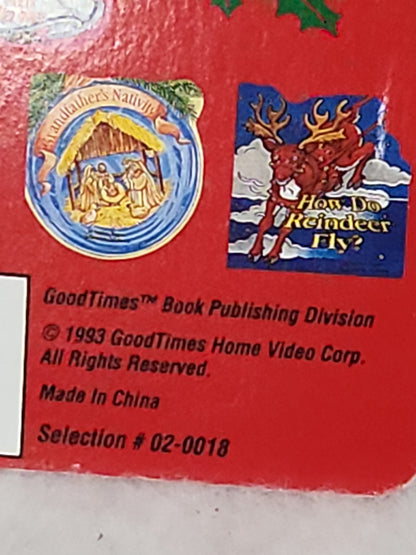 Grandfather's Nativity
How Do
Reindeer
Fly?
GoodTimes™ Book Publishing Division
© 1993 GoodTimes Home Video Corp.
All Rights Reserved.
Made In China
Selection # 02-0018